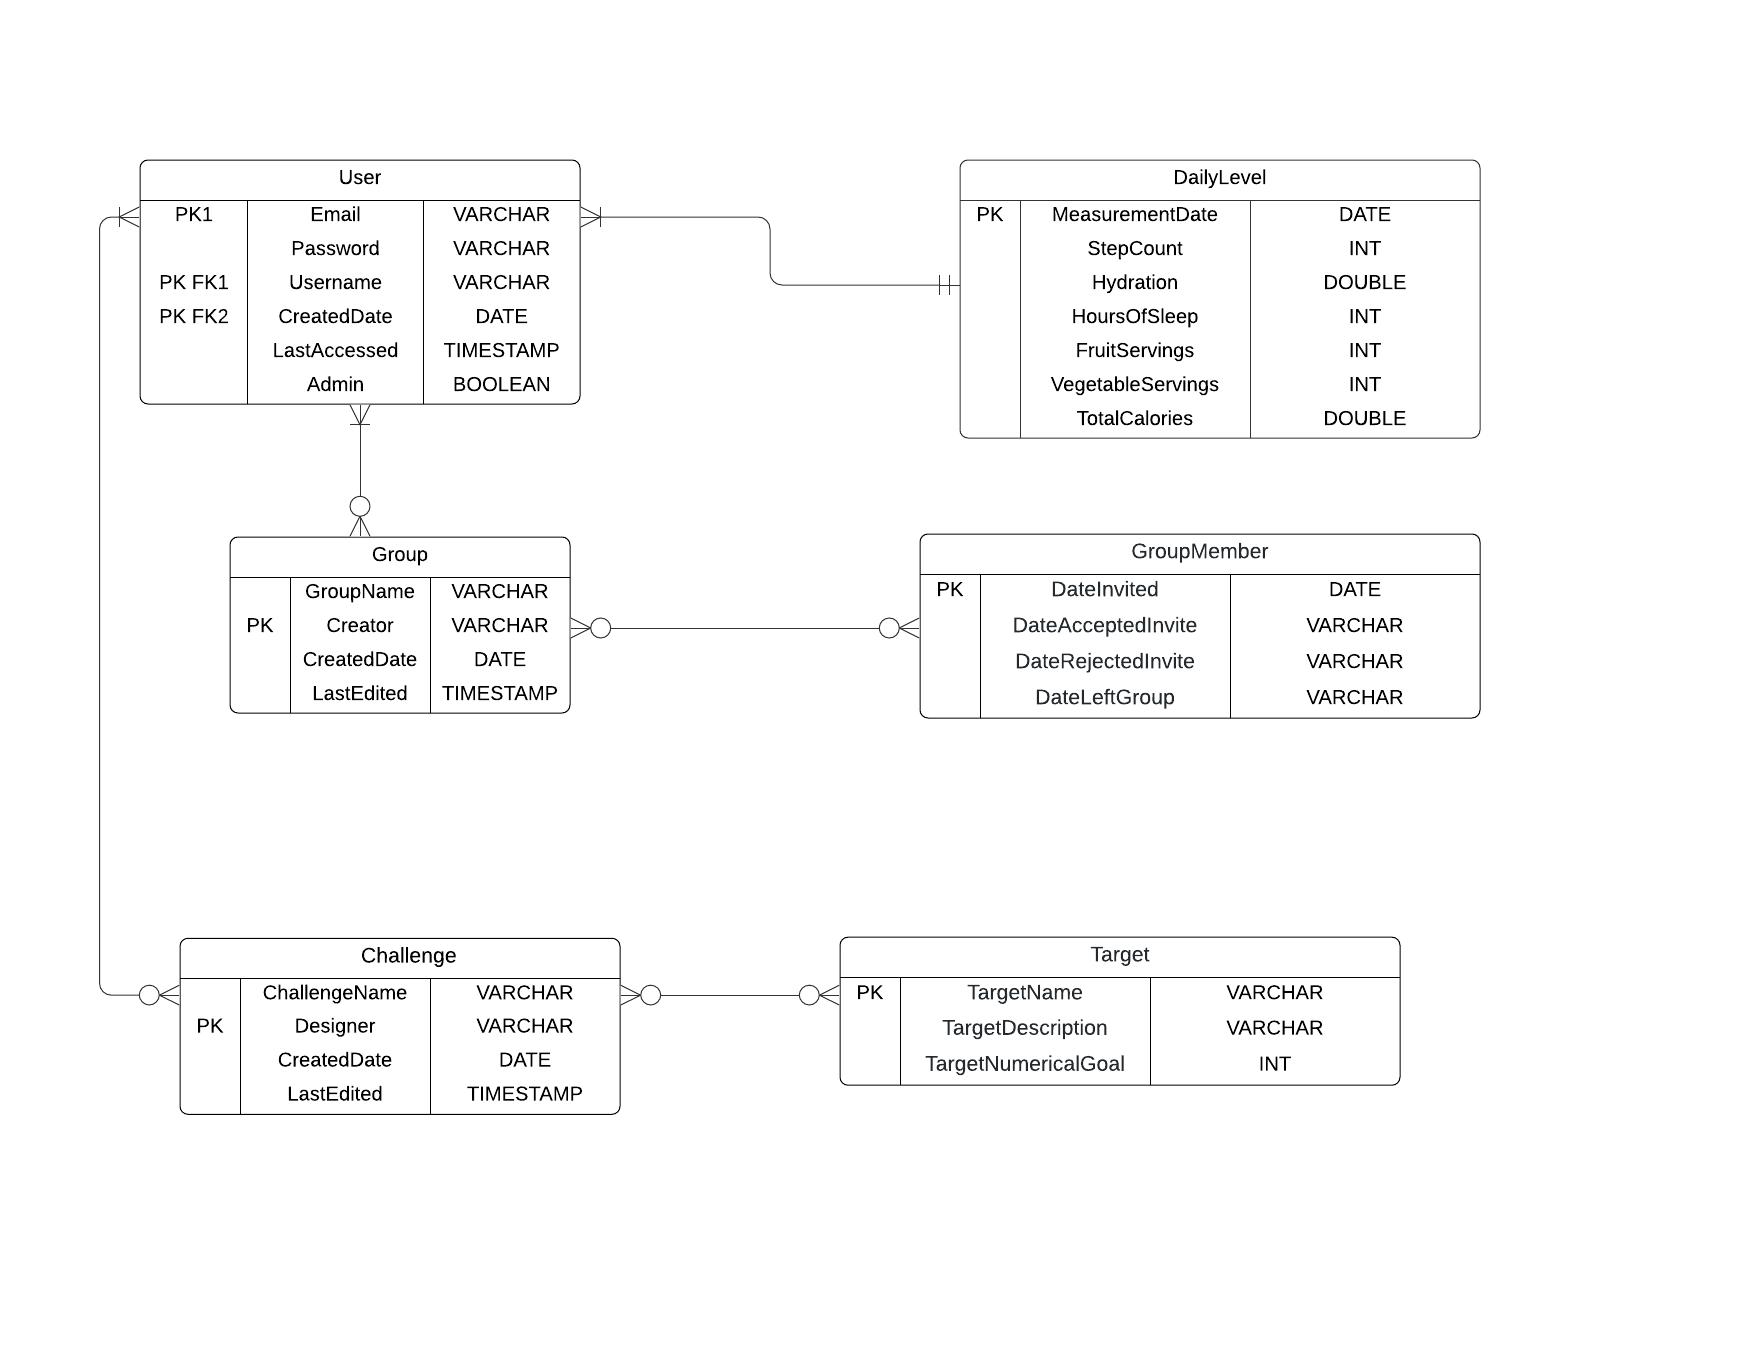 User
PK1 Email VARCHAR
Password VARCHAR
PK FK1 Username VARCHAR
PK FK2 CreatedDate DATE
LastAccessed TIMESTAMP
Admin BOOLEAN
DailyLevel
PK MeasurementDate DATE
StepCount INT
Hydration DOUBLE
HoursOfSleep INT
FruitServings INT
VegetableServings INT
TotalCalories DOUBLE
Group
GroupName VARCHAR
PK Creator VARCHAR
CreatedDate DATE
LastEdited TIMESTAMP
GroupMember
PK DateInvited DATE
DateAcceptedInvite VARCHAR
DateRejectedInvite VARCHAR
DateLeftGroup VARCHAR
Challenge
ChallengeName VARCHAR
PK Designer VARCHAR
CreatedDate DATE
LastEdited TIMESTAMP
Target
PK TargetName VARCHAR
TargetDescription VARCHAR
TargetNumericalGoal INT